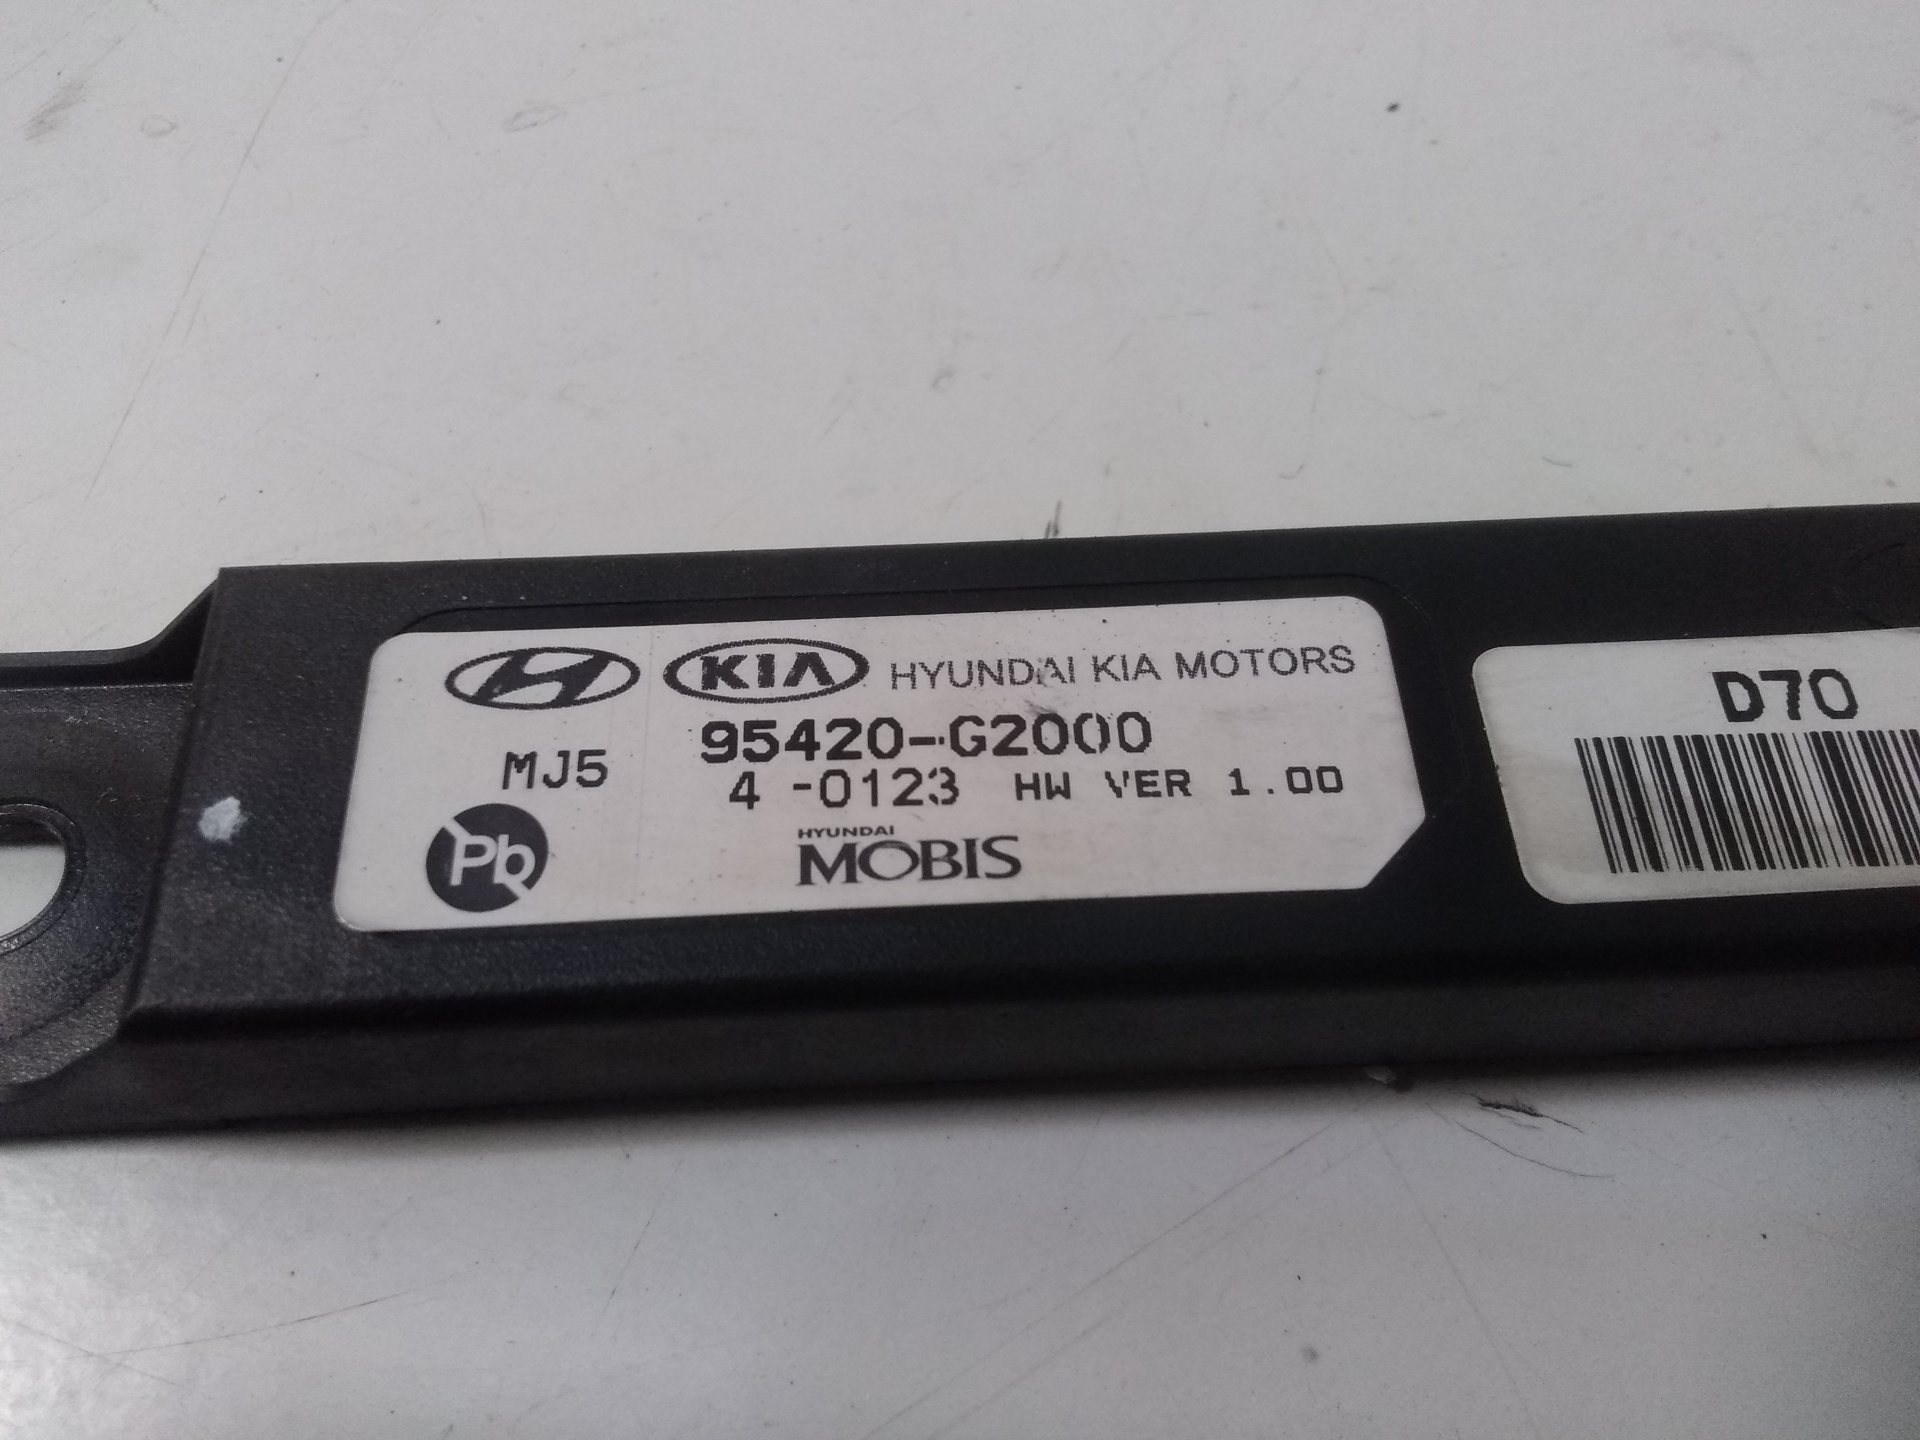 KIA HYUNDAI KIA MOTORS
95420-G2000
MJ5
4 -0123 HW VER 1.00
Pb
HYUNDAI
MOBIS
D70